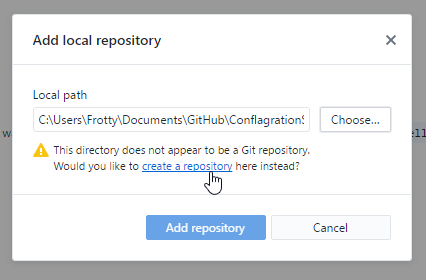 Add local repository
Local path
C:\Users\Frotty\Documents\GitHub\Conflagration
Choose...
This directory does not appear to be a Git repository.
Would you like to create a repository here instead?
Add repository
Cancel